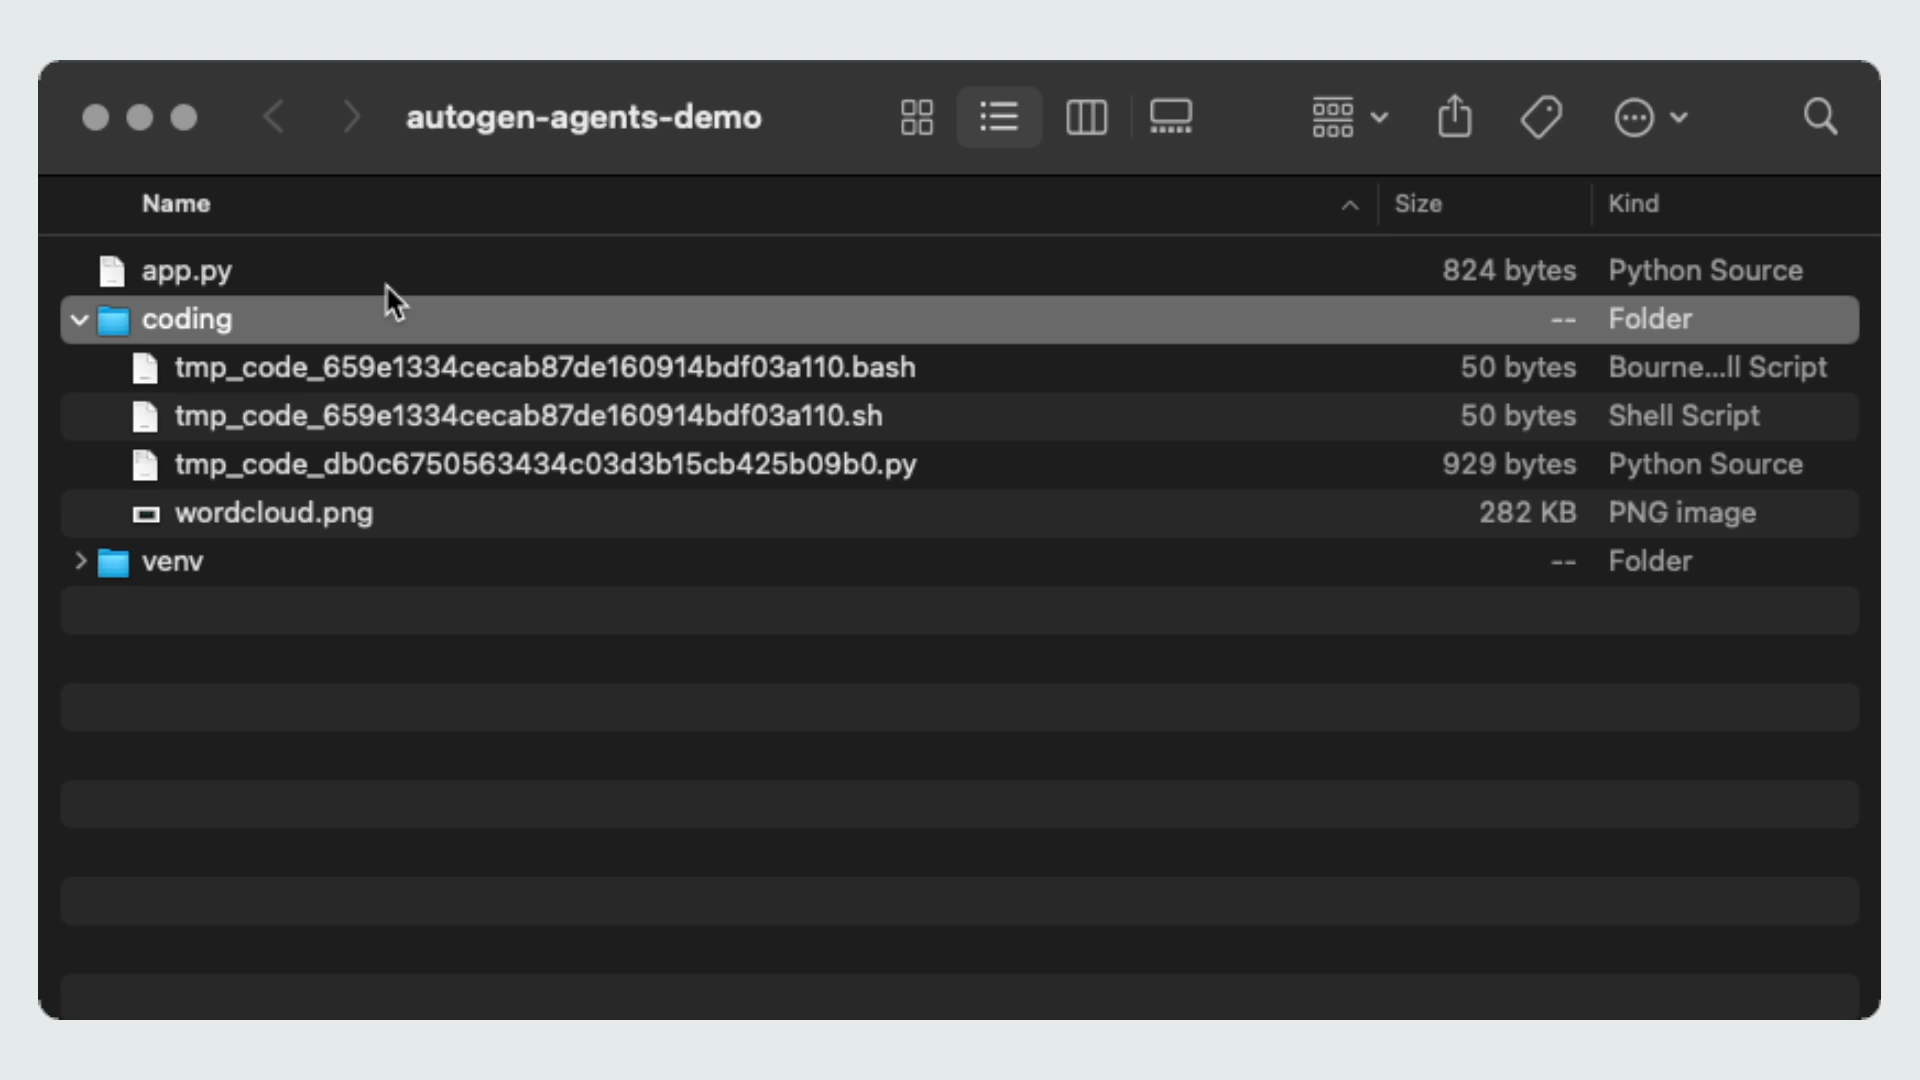 autogen-agents-demo
Name Size Kind
app.py 824 bytes Python Source
coding -- Folder
tmp_code_659e1334cecab87de160914bdf03a110.bash 50 bytes Bourne...ll Script
tmp_code_659e1334cecab87de160914bdf03a110.sh 50 bytes Shell Script
tmp_code_db0c6750563434c03d3b15cb425b09b0.py 929 bytes Python Source
wordcloud.png 282 KB PNG image
venv -- Folder